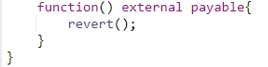 function() external payable{
revert();
}
}